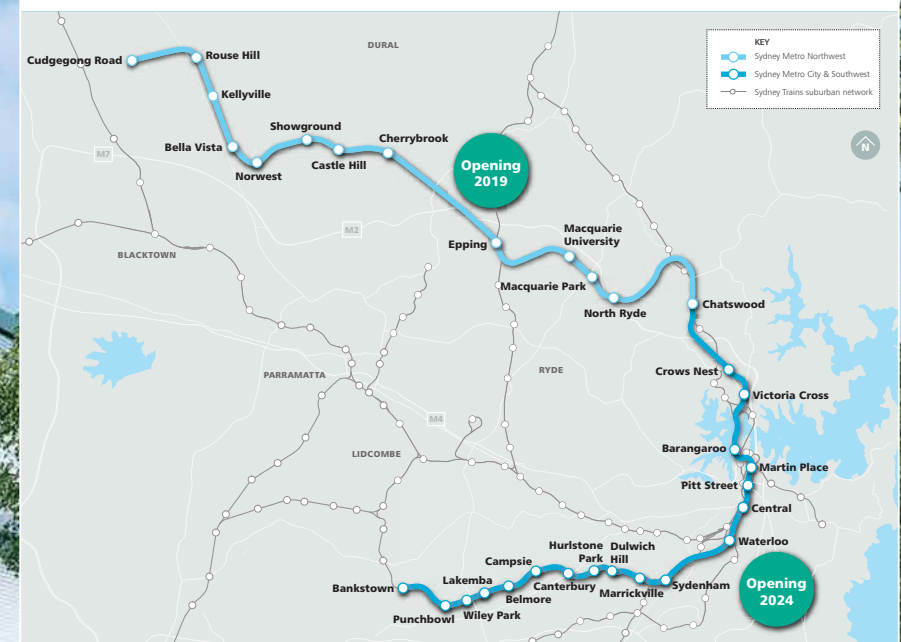 DURAL
KEY
Sydney Metro Northwest
Sydney Metro City & Southwest
Sydney Trains suburban network
N
Cudgegong Road
Rouse Hill
Kellyville
Bella Vista
Norwest
Showground
Castle Hill
Cherrybrook
Opening
2019
M7
M2
BLACKTOWN
Epping
Macquarie
University
Macquarie Park
North Ryde
Chatswood
PARRAMATTA
RYDE
Crows Nest
Victoria Cross
M4
LIDCOMBE
Barangaroo
Martin Place
Pitt Street
Central
Waterloo
Sydenham
Marrickville
Dulwich
Hill
Hurlstone
Park
Canterbury
Campsie
Belmore
Lakemba
Wiley Park
Punchbowl
Bankstown
Opening
2024